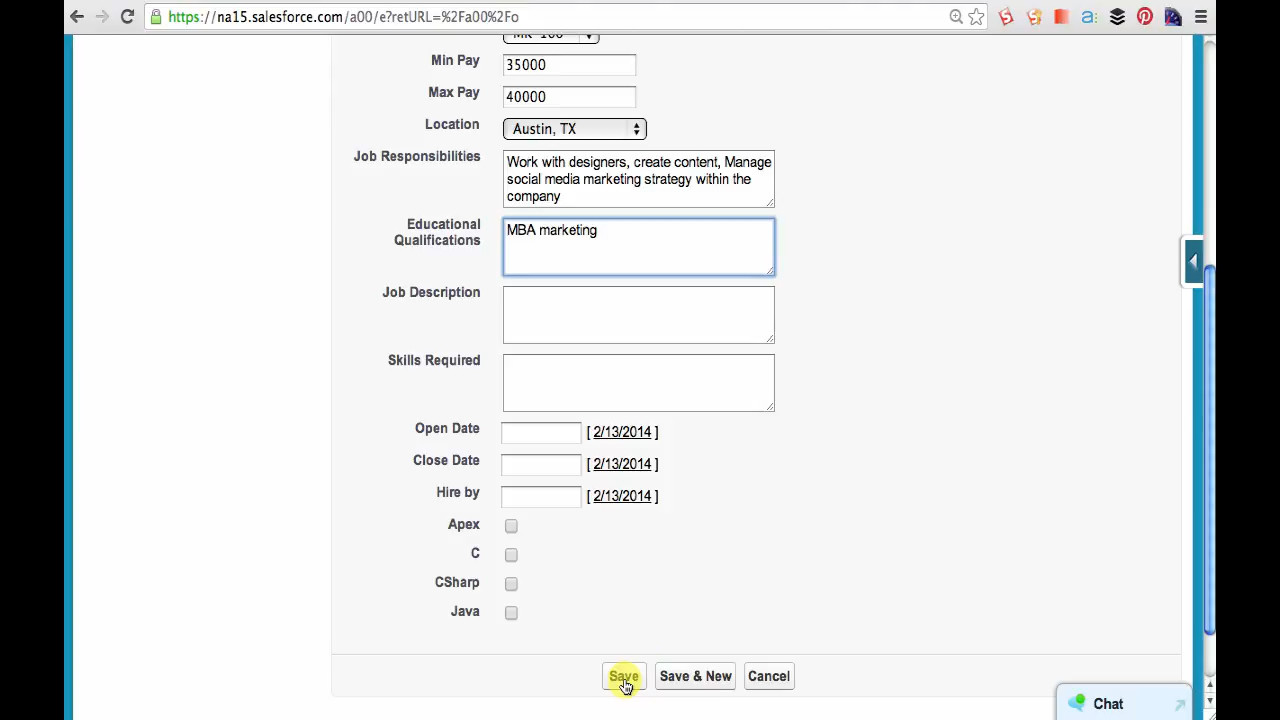 https://na15.salesforce.com/a00/e?retURL=%2Fa00%2Fo
Min Pay 35000
Max Pay 40000
Location Austin, TX
Job Responsibilities Work with designers, create content, Manage
social media marketing strategy within the
company
Educational
Qualifications
MBA marketing
Job Description
Skills Required
Open Date [ 2/13/2014 ]
Close Date [ 2/13/2014 ]
Hire by [ 2/13/2014 ]
Apex
C
CSharp
Java
Save Save & New Cancel
Chat